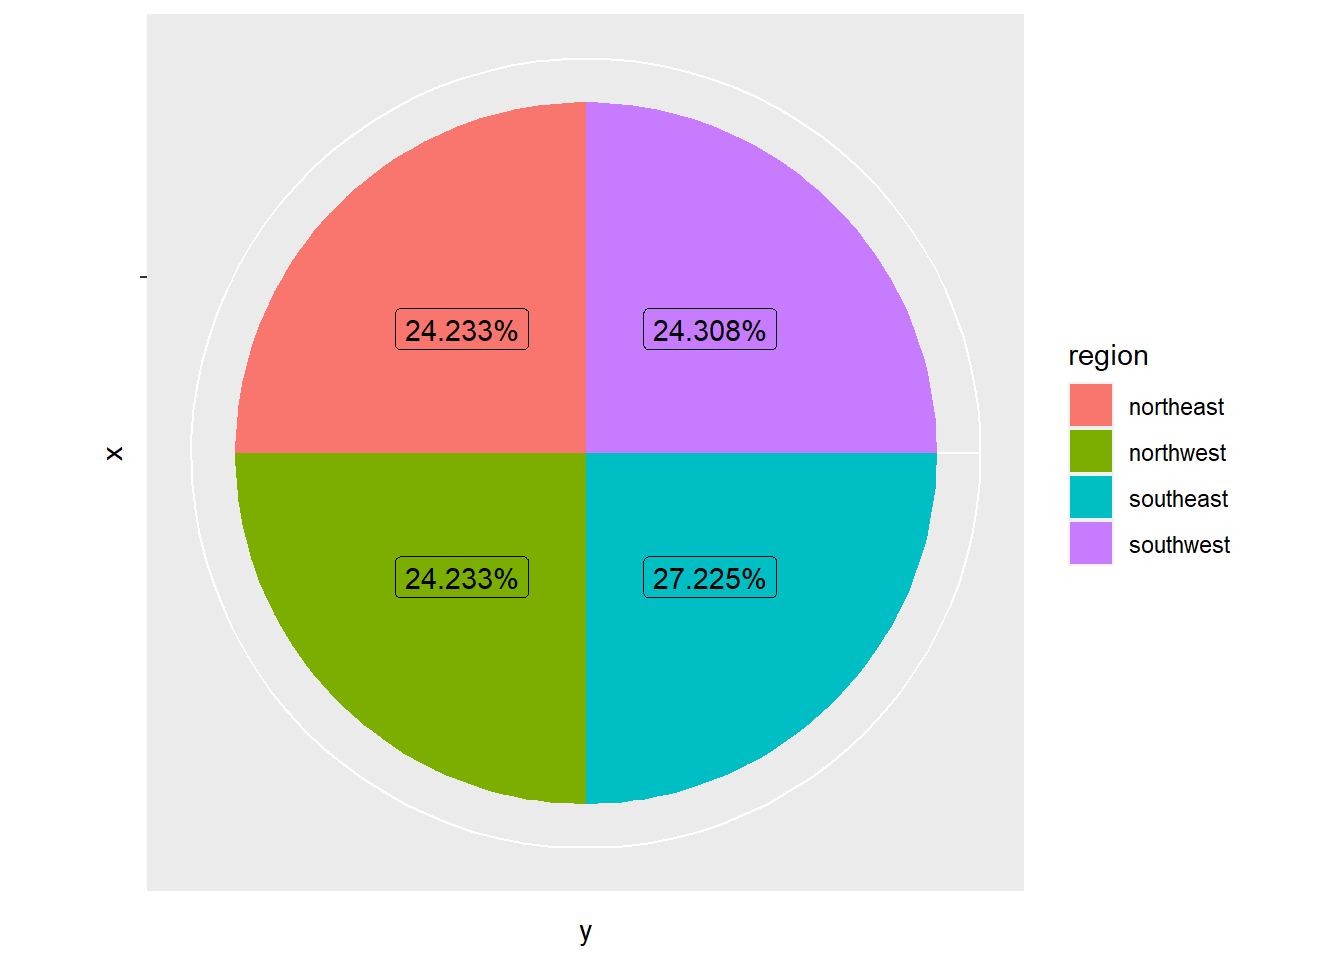 24.233%
24.308%
24.233%
27.225%
x
y
region
northeast
northwest
southeast
southwest